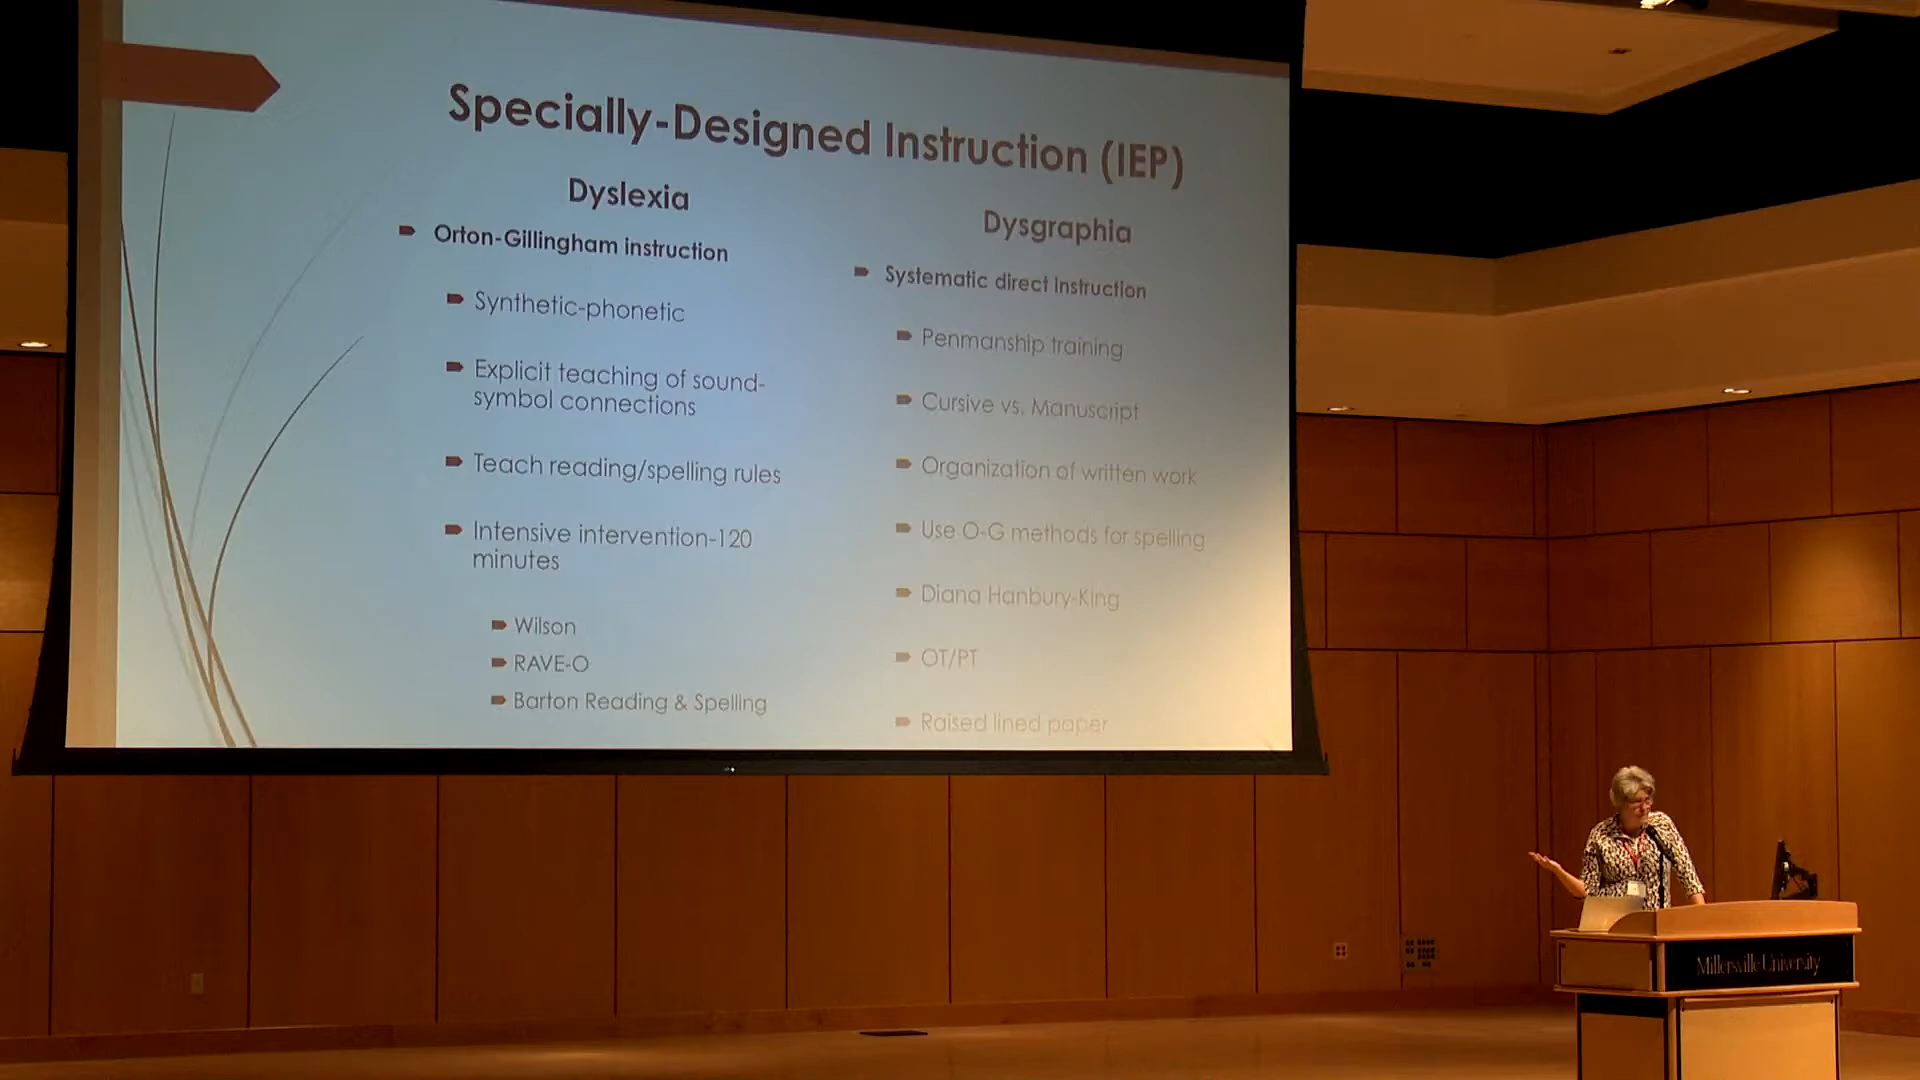 Specially-Designed Instruction (IEP)
Dyslexia
Orton-Gillingham instruction
Synthetic-phonetic
Explicit teaching of sound-
symbol connections
Teach reading/spelling rules
Intensive intervention-120
minutes
Wilson
RAVE-O
Barton Reading & Spelling
Dysgraphia
Systematic direct Instruction
Penmanship training
Cursive vs. Manuscript
Organization of written work
Use O-G methods for spelling
Diana Hanbury-King
OT/PT
Raised lined paper
Millersville University